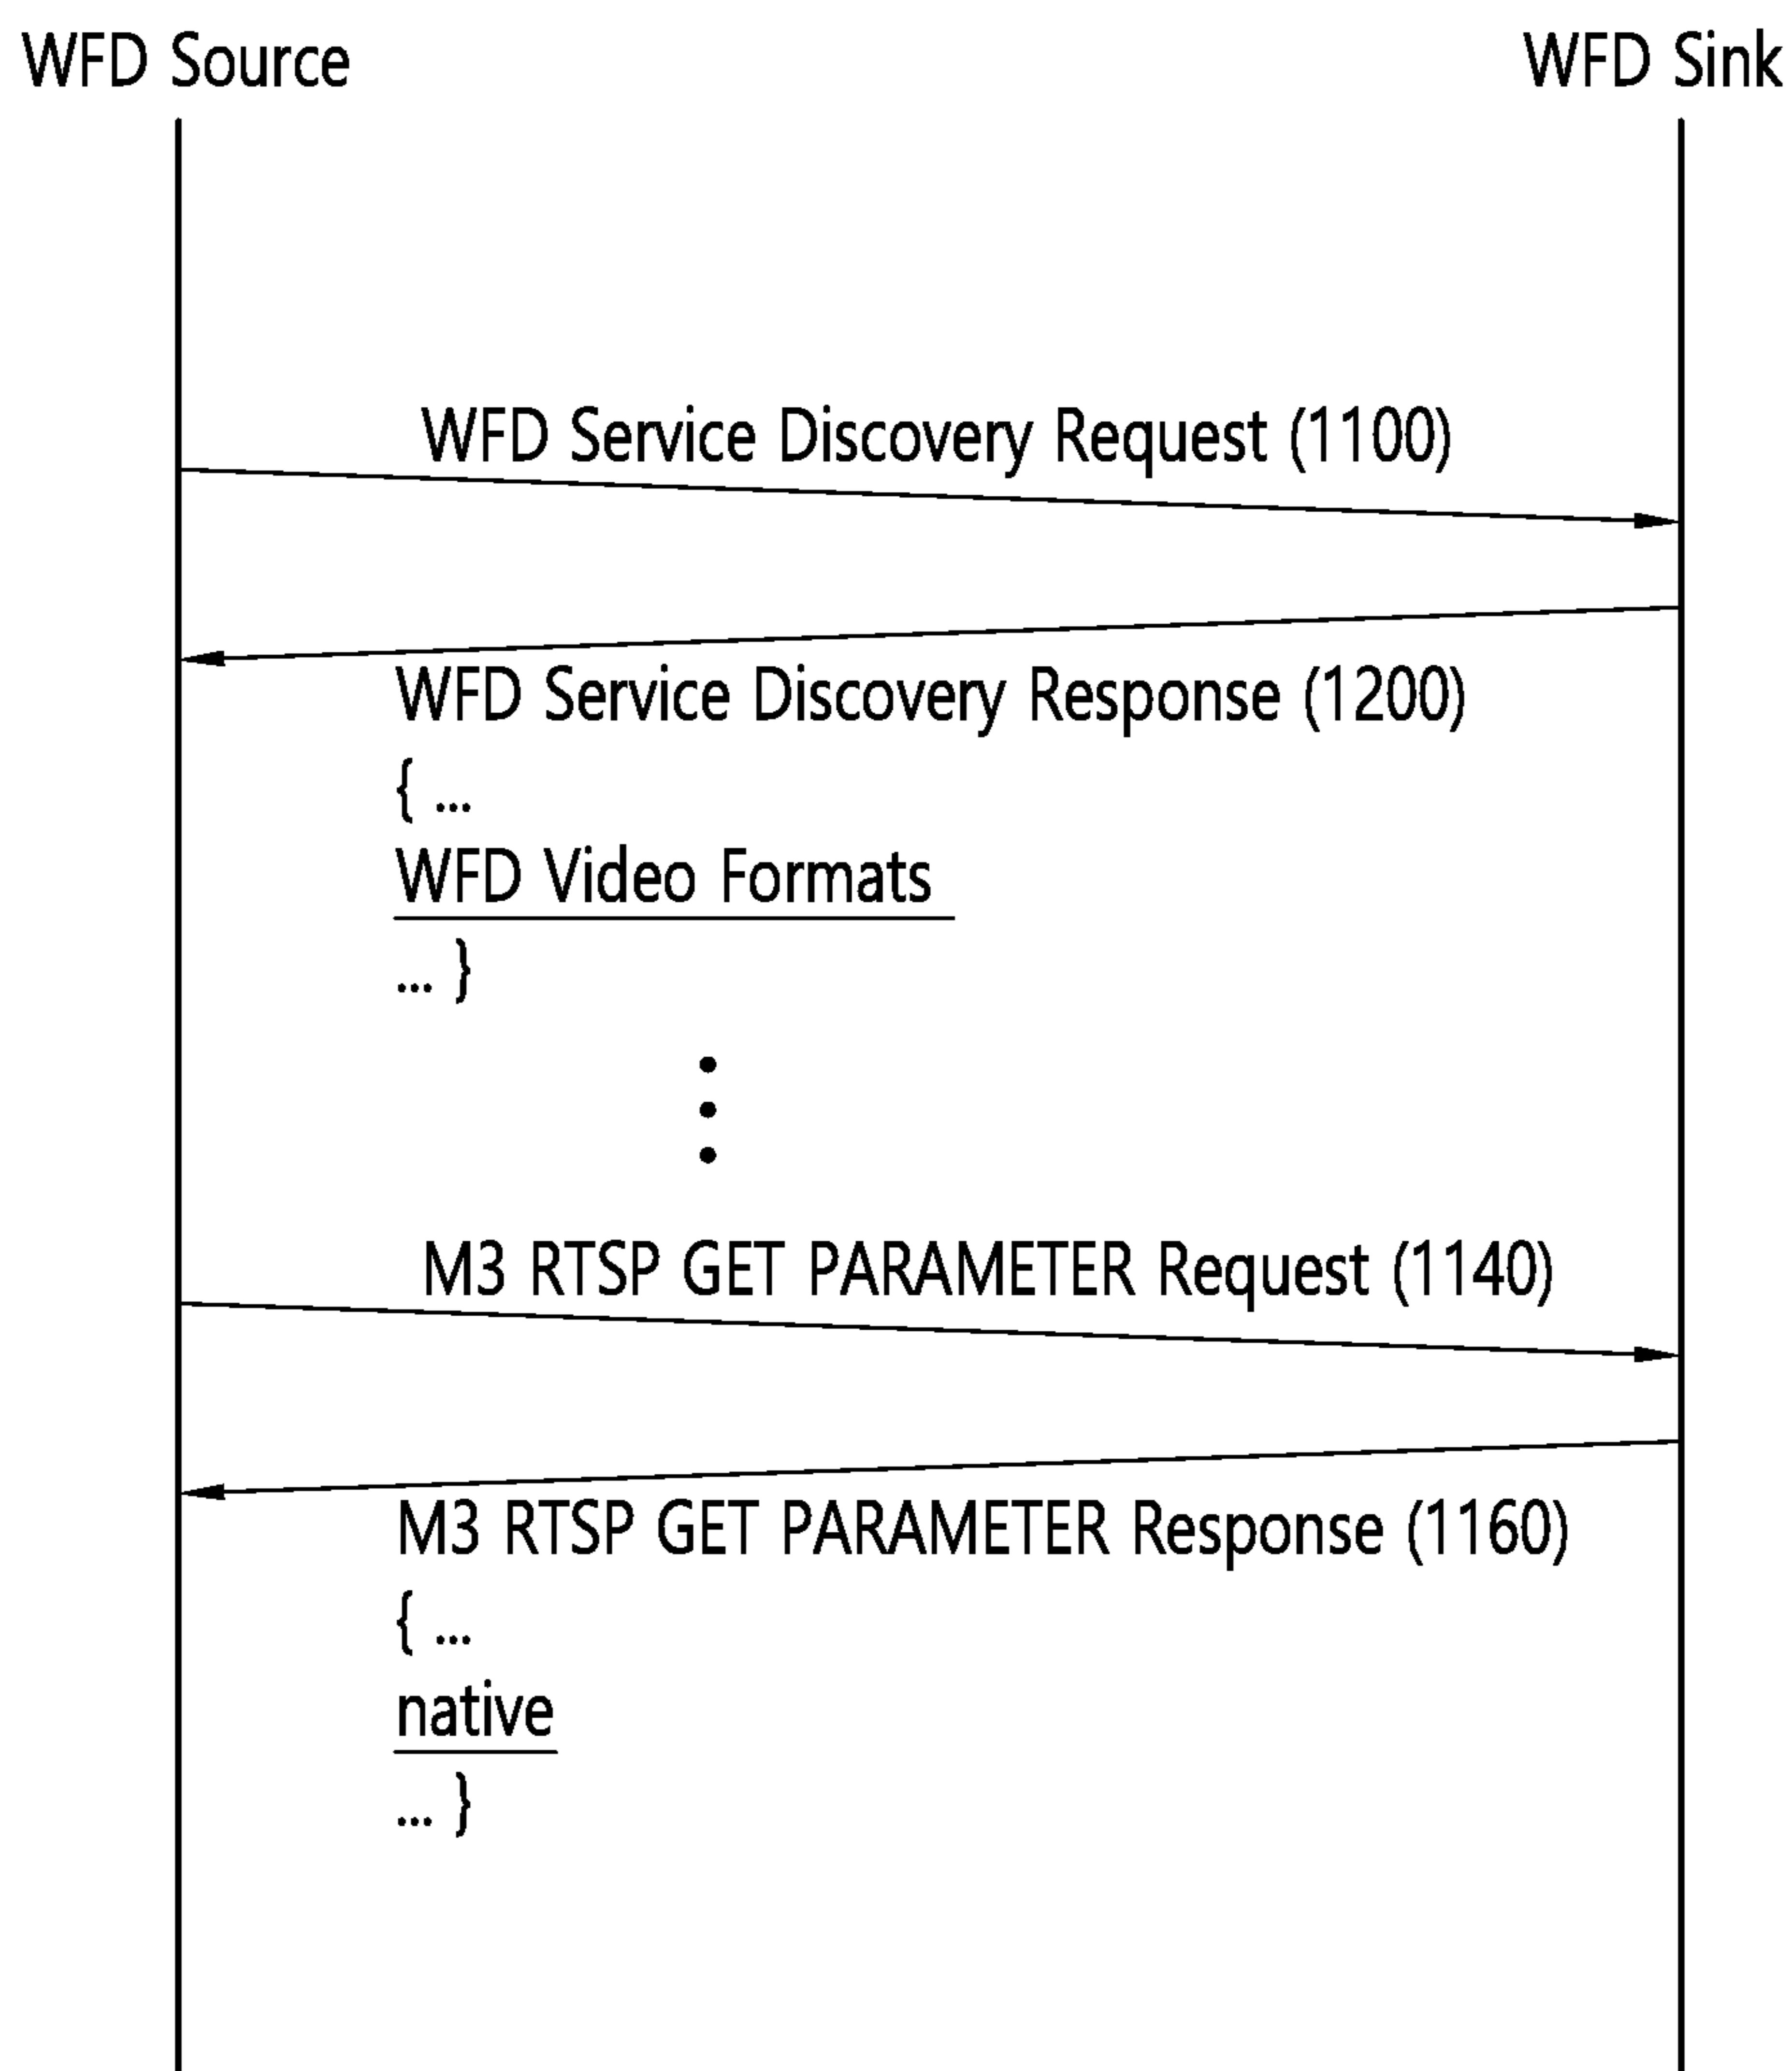 WFD Source
WFD Sink
WFD Service Discovery Request (1100)
WFD Service Discovery Response (1200)
{ ...
WFD Video Formats
... }
M3 RTSP GET PARAMETER Request (1140)
M3 RTSP GET PARAMETER Response (1160)
{ ...
native
... }